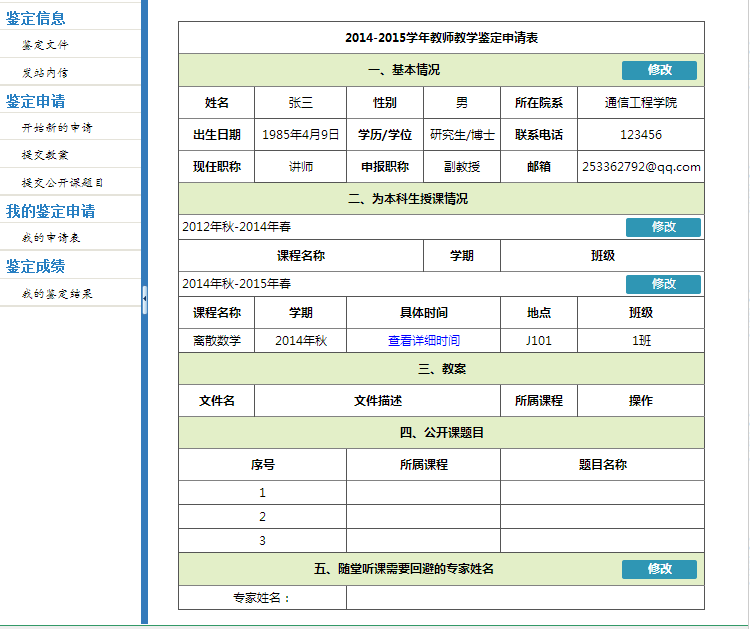 鉴定信息
鉴定文件
发站内信
鉴定申请
开始新的申请
提交教案
提交公开课题目
我的鉴定申请
我的申请表
鉴定成绩
我的鉴定结果
2014-2015学年教师教学鉴定申请表
一、基本情况 修改
姓名 张三 性别 男 所在院系 通信工程学院
出生日期 1985年4月9日 学历/学位 研究生/博士 联系电话 123456
现任职称 讲师 申报职称 副教授 邮箱 253362792@qq.com
二、为本科生授课情况
2012年秋-2014年春 修改
课程名称 学期 班级
2014年秋-2015年春 修改
课程名称 学期 具体时间 地点 班级
离散数学 2014年秋 查看详细时间 J101 1班
三、教案
文件名 文件描述 所属课程 操作
四、公开课题目
序号 所属课程 题目名称
1
2
3
五、随堂听课需要回避的专家姓名 修改
专家姓名：